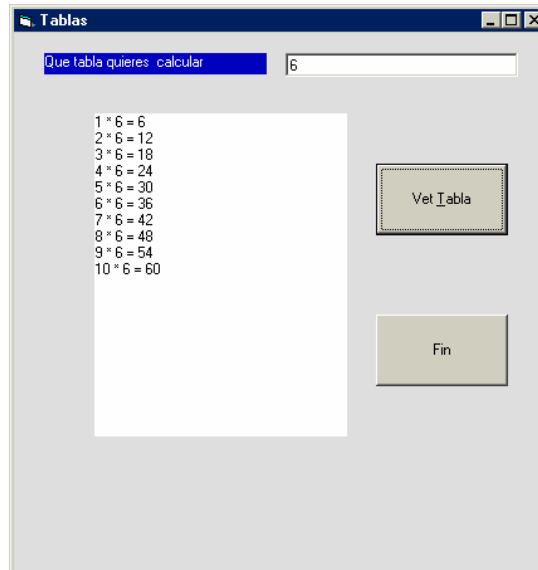 Tablas
Que tabla quieres calcular
6
1 * 6 = 6
2 * 6 = 12
3 * 6 = 18
4 * 6 = 24
5 * 6 = 30
6 * 6 = 36
7 * 6 = 42
8 * 6 = 48
9 * 6 = 54
10 * 6 = 60
Vet Tabla
Fin